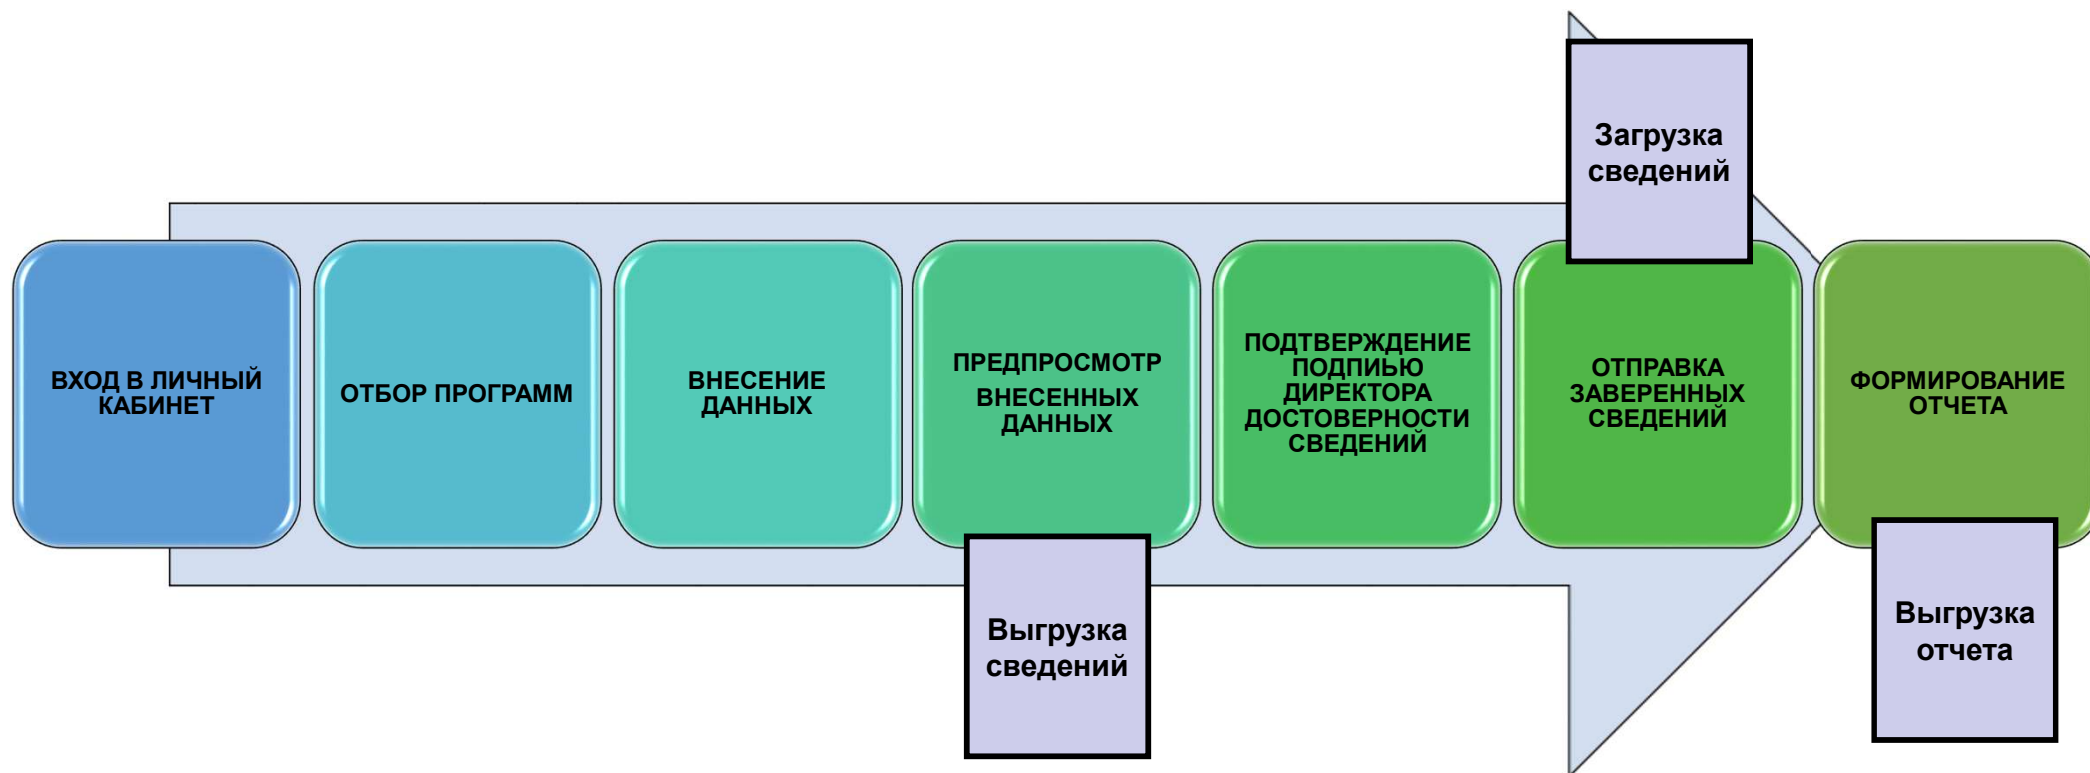 Загрузка
сведений
ВХОД В ЛИЧНЫЙ
КАБИНЕТ
ОТБОР ПРОГРАММ
ВНЕСЕНИЕ
ДАННЫХ
ПРЕДПРОСМОТР
ВНЕСЕННЫХ
ДАННЫХ
ПОДТВЕРЖДЕНИЕ
ПОДПИЬЮ
ДИРЕКТОРА
ДОСТОВЕРНОСТИ
СВЕДЕНИЙ
ОТПРАВКА
ЗАВЕРЕННЫХ
СВЕДЕНИЙ
ФОРМИРОВАНИЕ
ОТЧЕТА
Выгрузка
сведений
Выгрузка
отчета